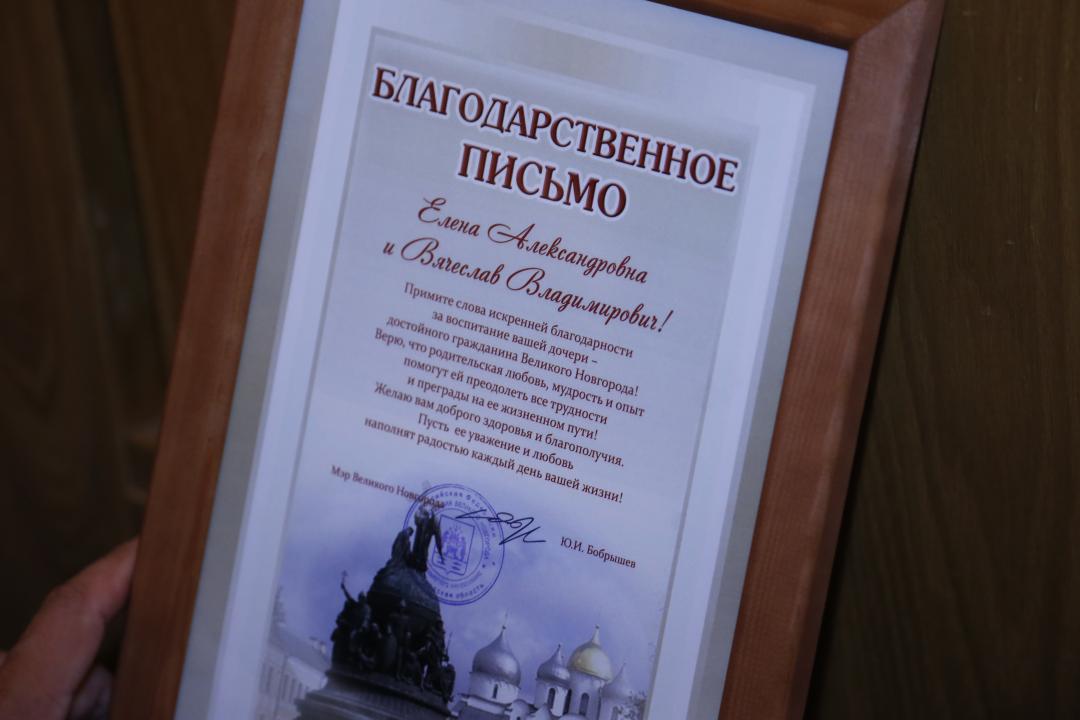 БЛАГОДАРСТВЕННОЕ
ПИСЬМО
Елена Александровна
и Вячеслав Владимирович!
Примите слова искренней благодарности
за воспитание вашей дочери –
достойного гражданина Великого Новгорода!
Верю, что родительская любовь, мудрость и опыт
помогут ей преодолеть все трудности
и преграды на ее жизненном пути!
Желаю вам доброго здоровья и благополучия.
Пусть ее уважение и любовь
наполнят радостью каждый день вашей жизни!
Мэр Великого Новгорода
Ю.И. Бобрышев